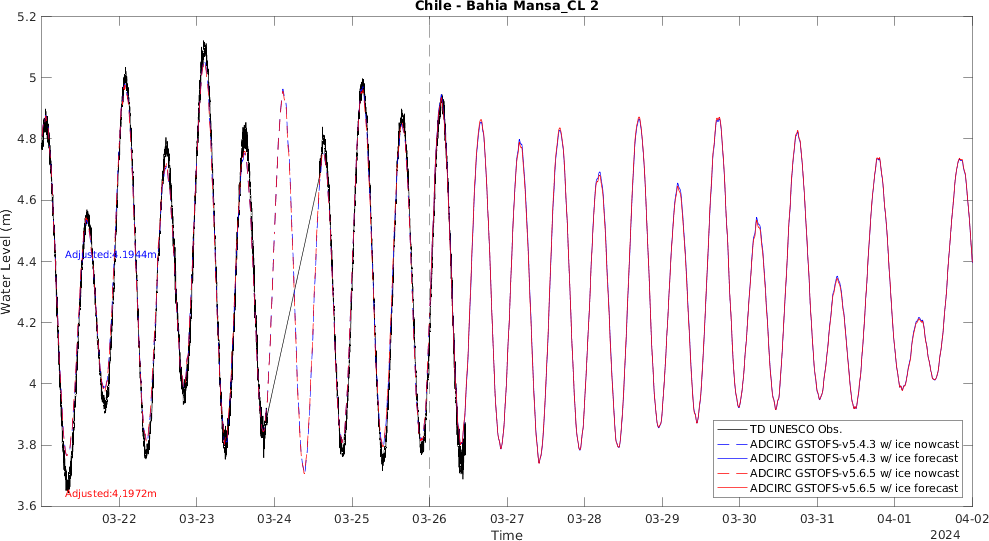 Chile - Bahia Mansa_CL 2
5.2
5
4.8
4.6
4.4
4.2
4
3.8
3.6
Water Level (m)
Adjusted:4.1944m
Adjusted:4.1972m
TD UNESCO Obs.
ADCIRC GSTOFS-v5.4.3 w/ ice nowcast
ADCIRC GSTOFS-v5.4.3 w/ ice forecast
ADCIRC GSTOFS-v5.6.5 w/ ice nowcast
ADCIRC GSTOFS-v5.6.5 w/ ice forecast
03-22 03-23 03-24 03-25 03-26 03-27 03-28 03-29 03-30 03-31 04-01 04-02
Time
2024